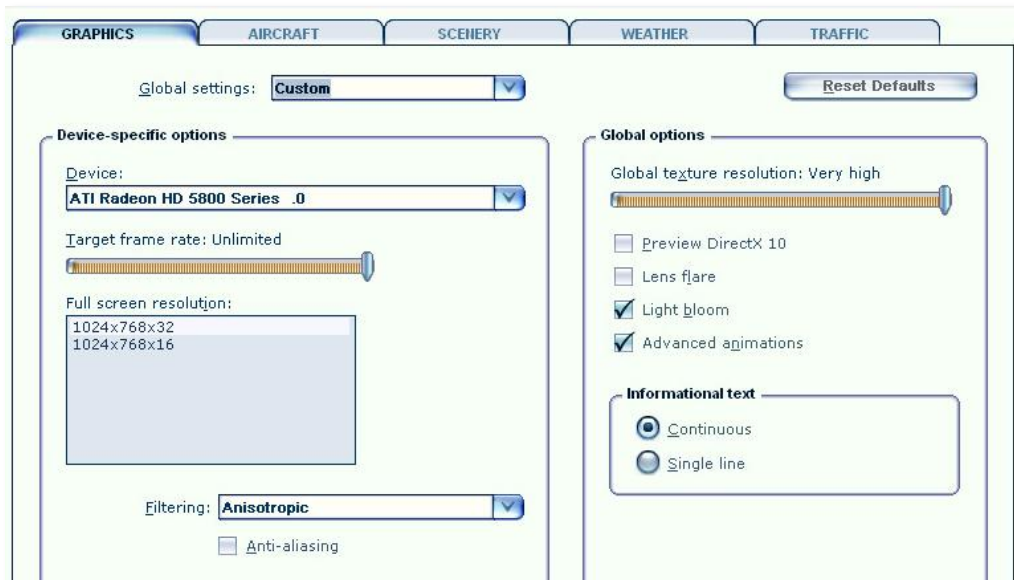 GRAPHICS AIRCRAFT SCENERY WEATHER TRAFFIC
Global settings: Custom
Reset Defaults
Device-specific options
Device:
ATI Radeon HD 5800 Series .0
Target frame rate: Unlimited
Full screen resolution:
1024x768x32
1024x768x16
Filtering: Anisotropic
Anti-aliasing
Global options
Global texture resolution: Very high
Preview DirectX 10
Lens flare
Light bloom
Advanced animations
Informational text
Continuous
Single line